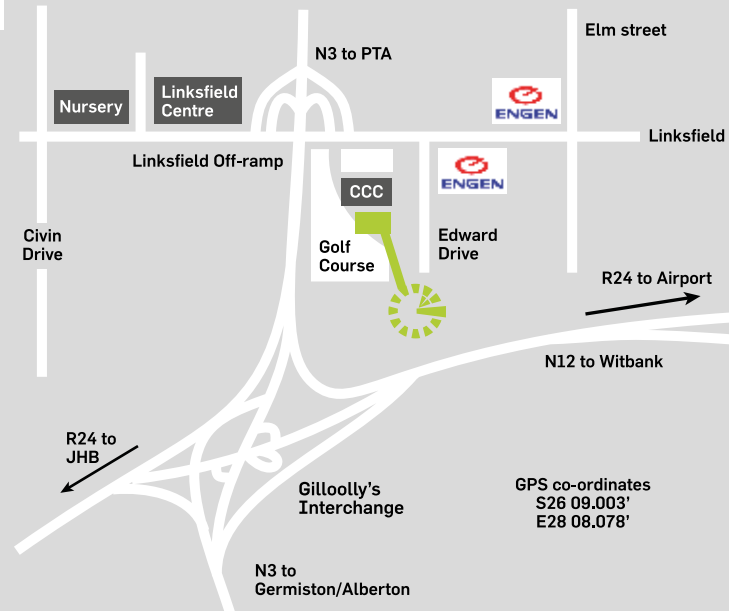 Elm street
N3 to PTA
Linksfield
Centre
Nursery
ENGEN
Linksfield
Linksfield Off-ramp
ENGEN
CCC
Civin
Drive
Golf
Course
Edward
Drive
R24 to Airport
N12 to Witbank
R24 to
JHB
Gilloolly's
Interchange
GPS co-ordinates
S26 09.003'
E28 08.078'
N3 to
Germiston/Alberton